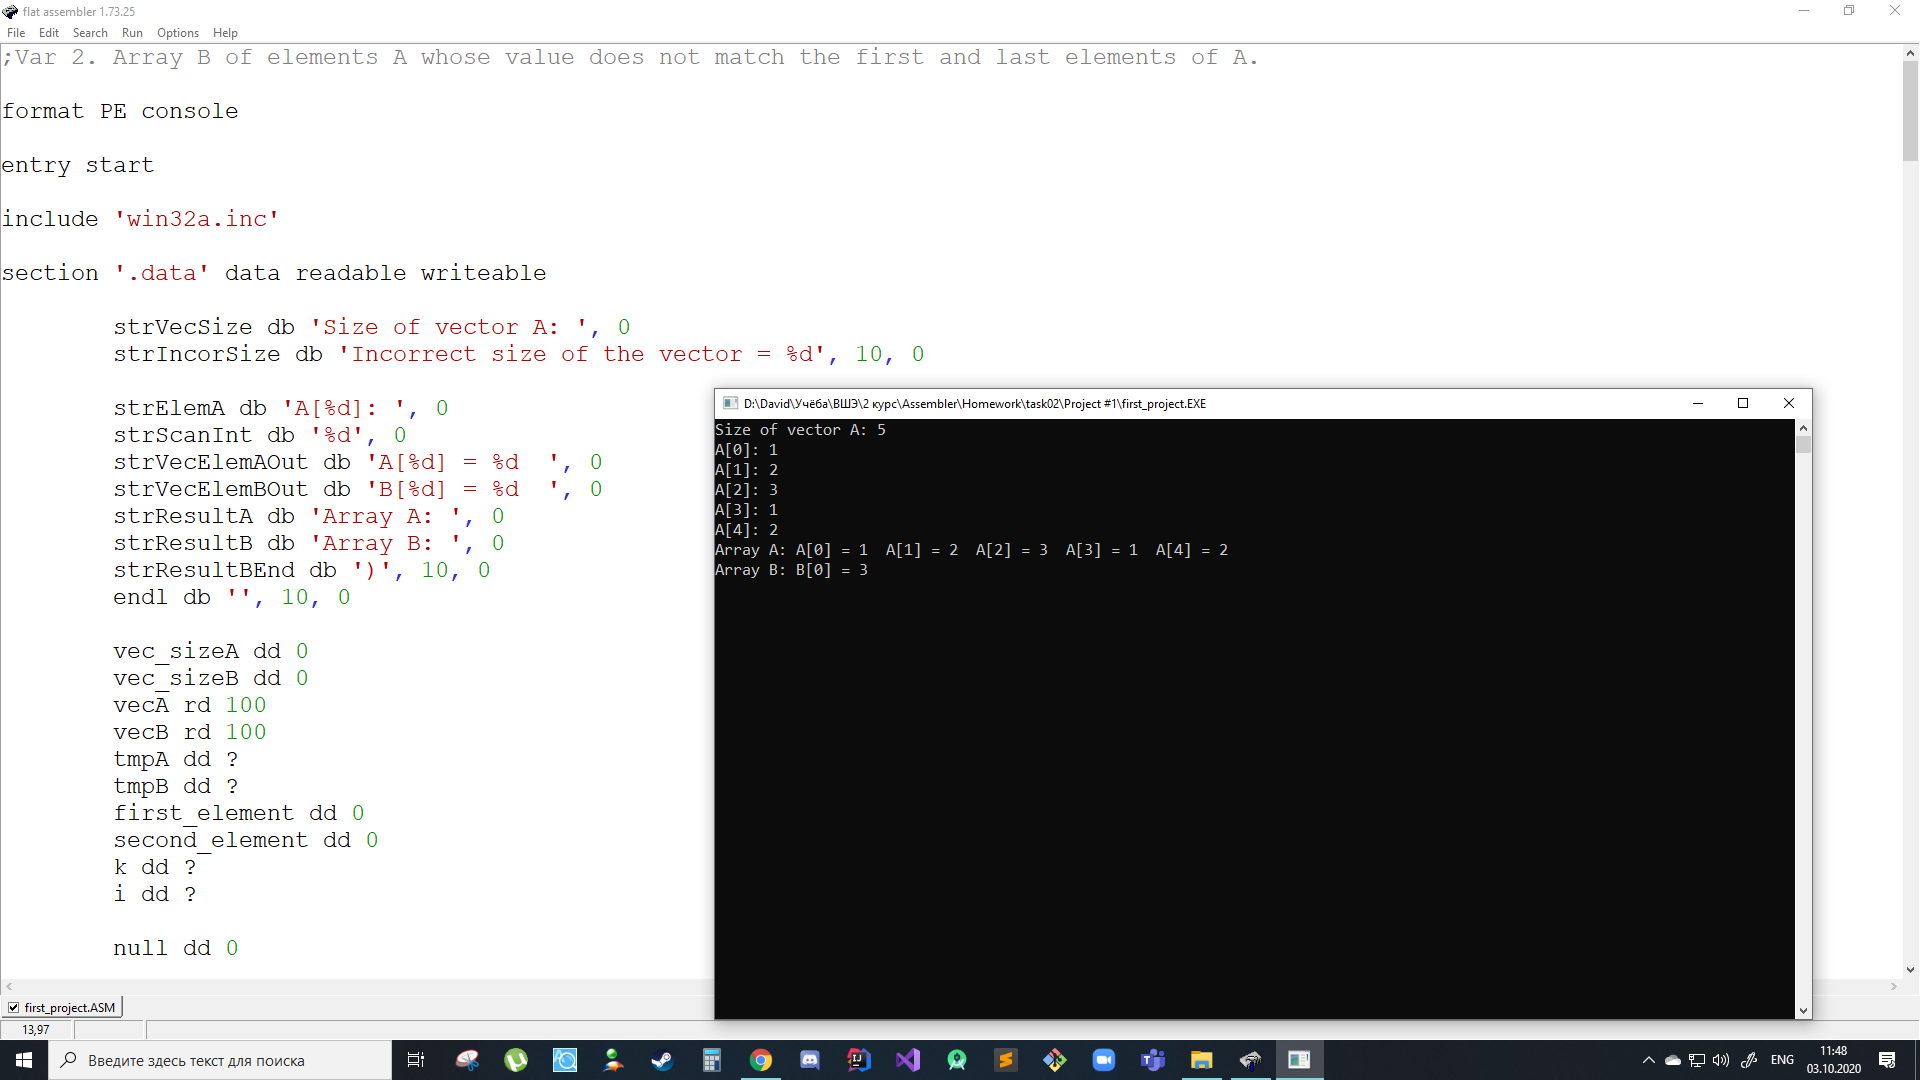 flat assembler 1.73.25
File Edit Search Run Options Help
;Var 2. Array B of elements A whose value does not match the first and last elements of A.
format PE console
entry start
include 'win32a.inc'
section '.data' data readable writeable
strVecSize db 'Size of vector A: ', 0
strIncorSize db 'Incorrect size of the vector = %d', 10, 0
strElemA db 'A[%d]: ', 0
strScanInt db '%d', 0
strVecElemAOut db 'A[%d] = %d  ', 0
strVecElemBOut db 'B[%d] = %d  ', 0
strResultA db 'Array A: ', 0
strResultB db 'Array B: ', 0
strResultBEnd db ')', 10, 0
endl db '', 10, 0
vec_sizeA dd 0
vec_sizeB dd 0
vecA rd 100
vecB rd 100
tmpA dd ?
tmpB dd ?
first_element dd 0
second_element dd 0
k dd ?
i dd ?
null dd 0
D:\David\Учёба\ВШЭ\2 курс\Assembler\Homework\task02\Project #1\first_project.EXE
Size of vector A: 5
A[0]: 1
A[1]: 2
A[2]: 3
A[3]: 1
A[4]: 2
Array A: A[0] = 1  A[1] = 2  A[2] = 3  A[3] = 1  A[4] = 2
Array B: B[0] = 3
first_project.ASM
13,97
Введите здесь текст для поиска
ENG
11:48
03.10.2020